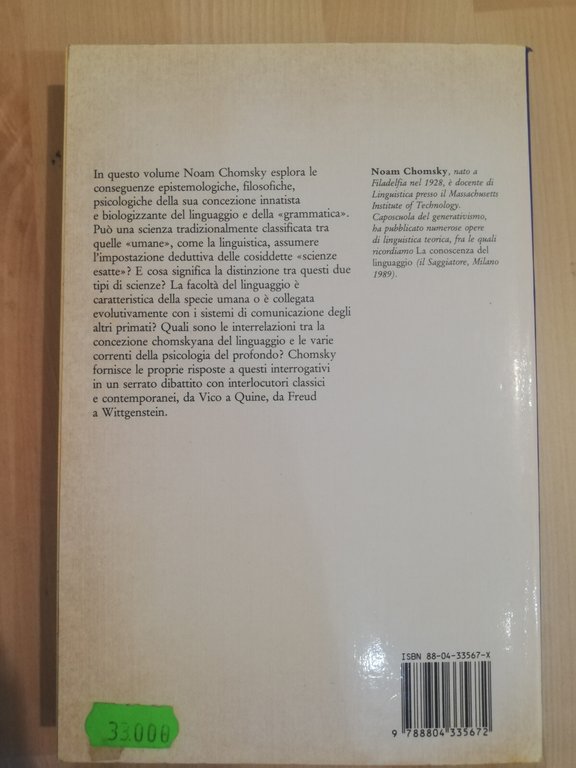 In questo volume Noam Chomsky esplora le
conseguenze epistemologiche, filosofiche,
psicologiche della sua concezione innatista
e biologizzante del linguaggio e della «grammatica».
Può una scienza tradizionalmente classificata tra
quelle «umane», come la linguistica, assumere
l'impostazione deduttiva delle cosiddette «scienze
esatte»? E cosa significa la distinzione tra questi due
tipi di scienze? La facoltà del linguaggio è
caratteristica della specie umana o è collegata
evolutivamente con i sistemi di comunicazione degli
altri primati? Quali sono le interrelazioni tra la
concezione chomskyana del linguaggio e le varie
correnti della psicologia del profondo? Chomsky
fornisce le proprie risposte a questi interrogativi
in un serrato dibattito con interlocutori classici
e contemporanei, da Vico a Quine, da Freud
a Wittgenstein.
Noam Chomsky, nato a
Filadelfia nel 1928, è docente di
Linguistica presso il Massachusetts
Institute of Technology.
Caposcuola del generativismo,
ha pubblicato numerose opere
di linguistica teorica, fra le quali
ricordiamo La conoscenza del
linguaggio (il Saggiatore, Milano
1989).
ISBN 88-04-33567-X
9 788804 335672
33.000